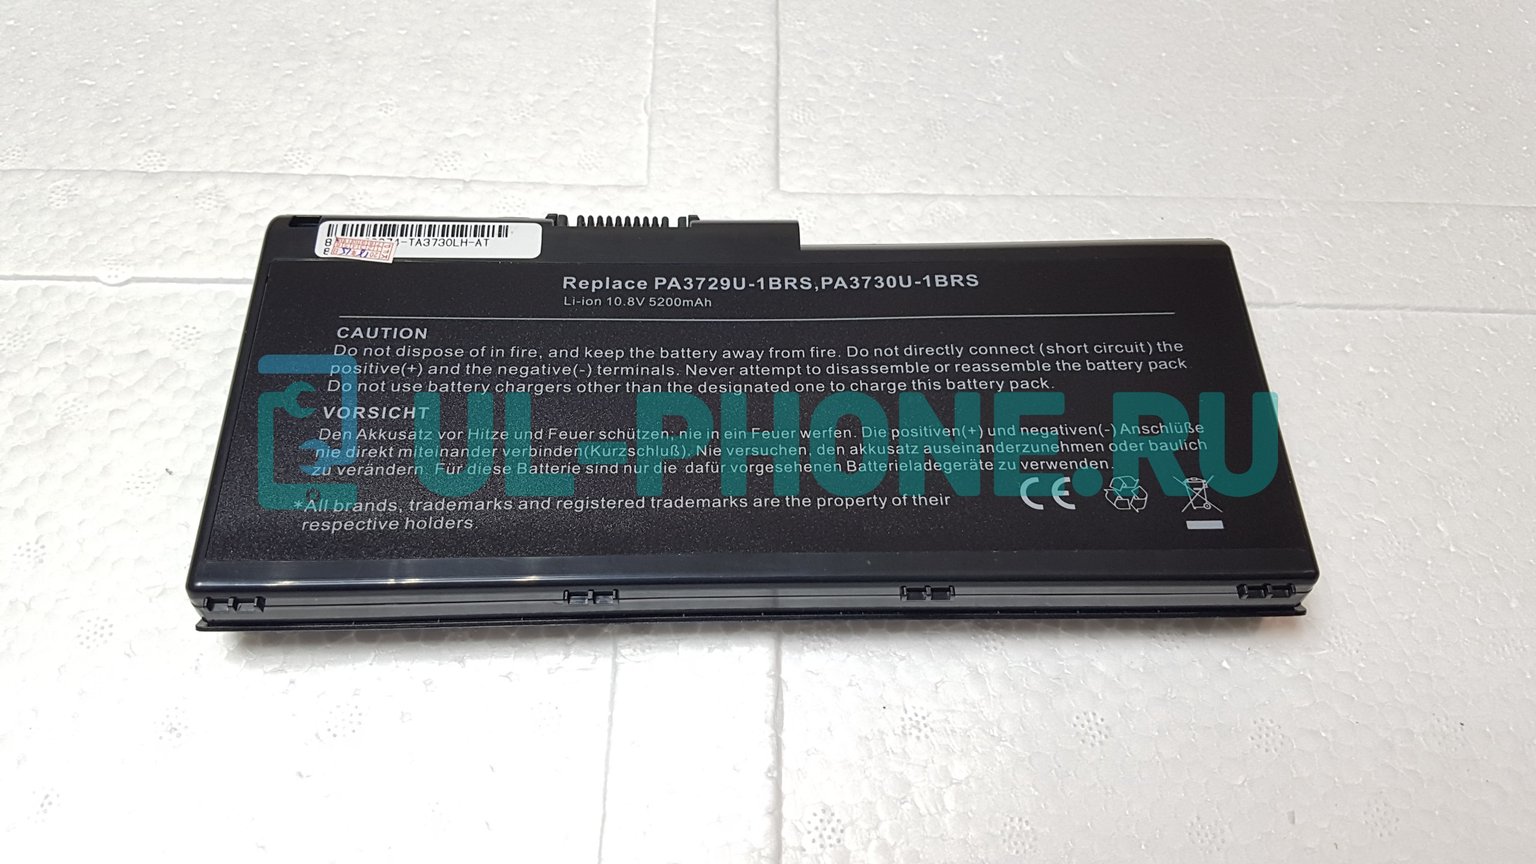 -TA3730LH-AT
Replace PA3729U-1BRS,PA3730U-1BRS
Li-ion 10.8V 5200mAh
CAUTION
Do not dispose of in fire, and keep the battery away from fire. Do not directly connect (short circuit) the
positive(+) and the negative(-) terminals. Never attempt to disassemble or reassemble the battery pack
Do not use battery chargers other than the designated one to charge this battery pack.
VORSICHT
Den Akkusatz vor Hitze und Feuer schützen; nie in ein Feuer werfen. Die positiven(+) und negativen(-) Anschlüße
nie direkt miteinander verbinden(Kurzschluß). Nie versuchen, den akkusatz auseinanderzunehmen oder baulich
zu verändern. Für diese Batterie sind nur die dafür vorgesehenen Batterieladegeräte zu verwenden.
*All brands, trademarks and registered trademarks are the property of their
respective holders.
CE
UL-PHONE.RU